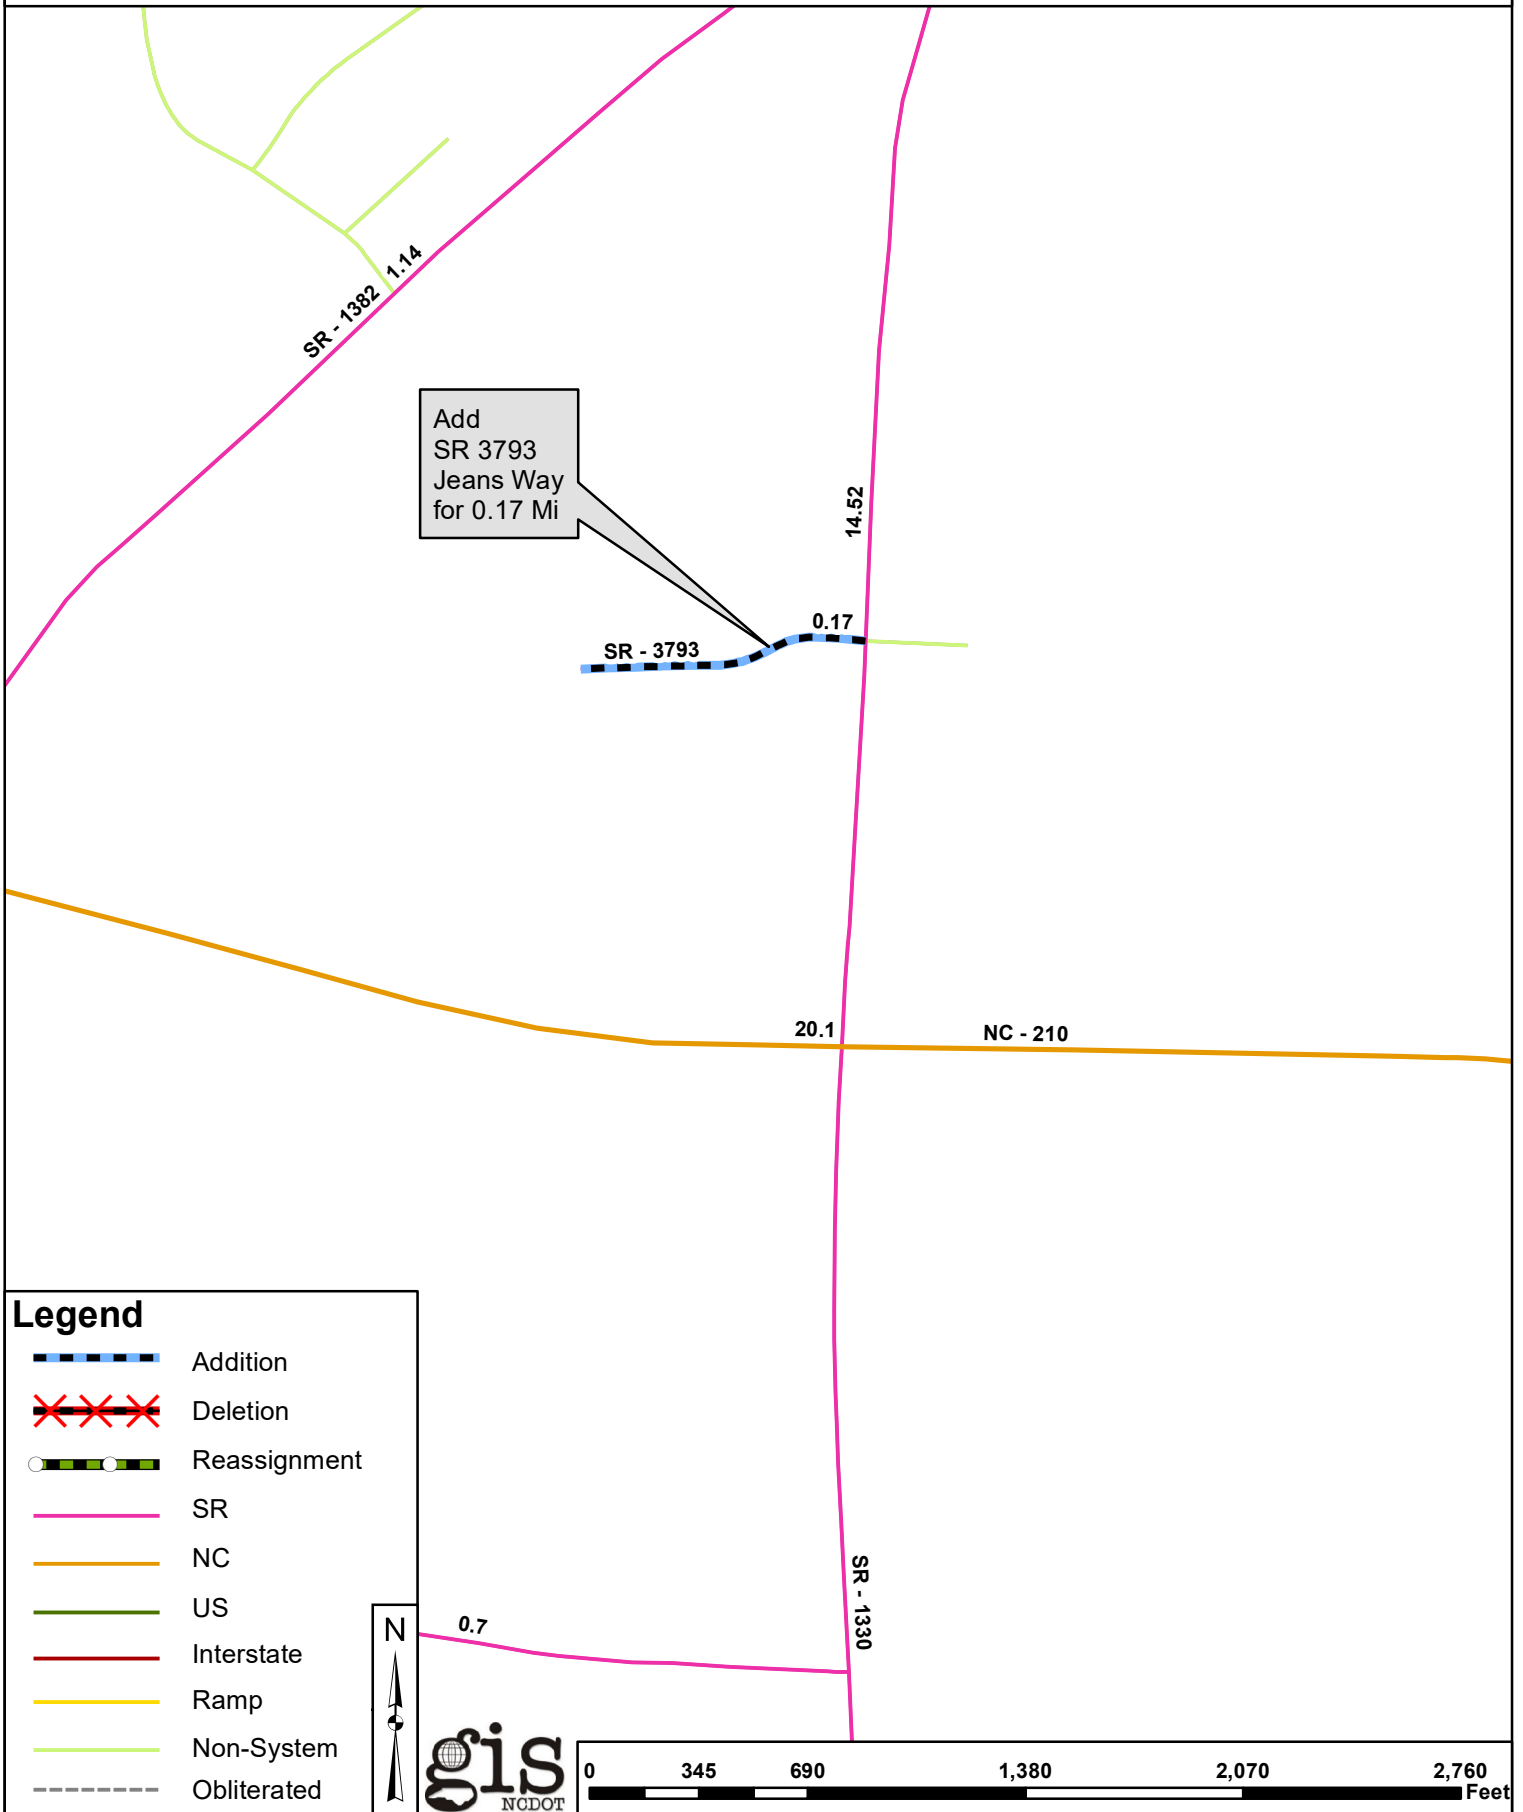 1.14
SR - 1382
Add
SR 3793
Jeans Way
for 0.17 Mi
14.52
0.17
SR - 3793
20.1
NC - 210
SR - 1330
0.7
Legend
Addition
Deletion
Reassignment
SR
NC
US
Interstate
Ramp
Non-System
Obliterated
N
gis
NCDOT
0 345 690 1,380 2,070 2,760
Feet